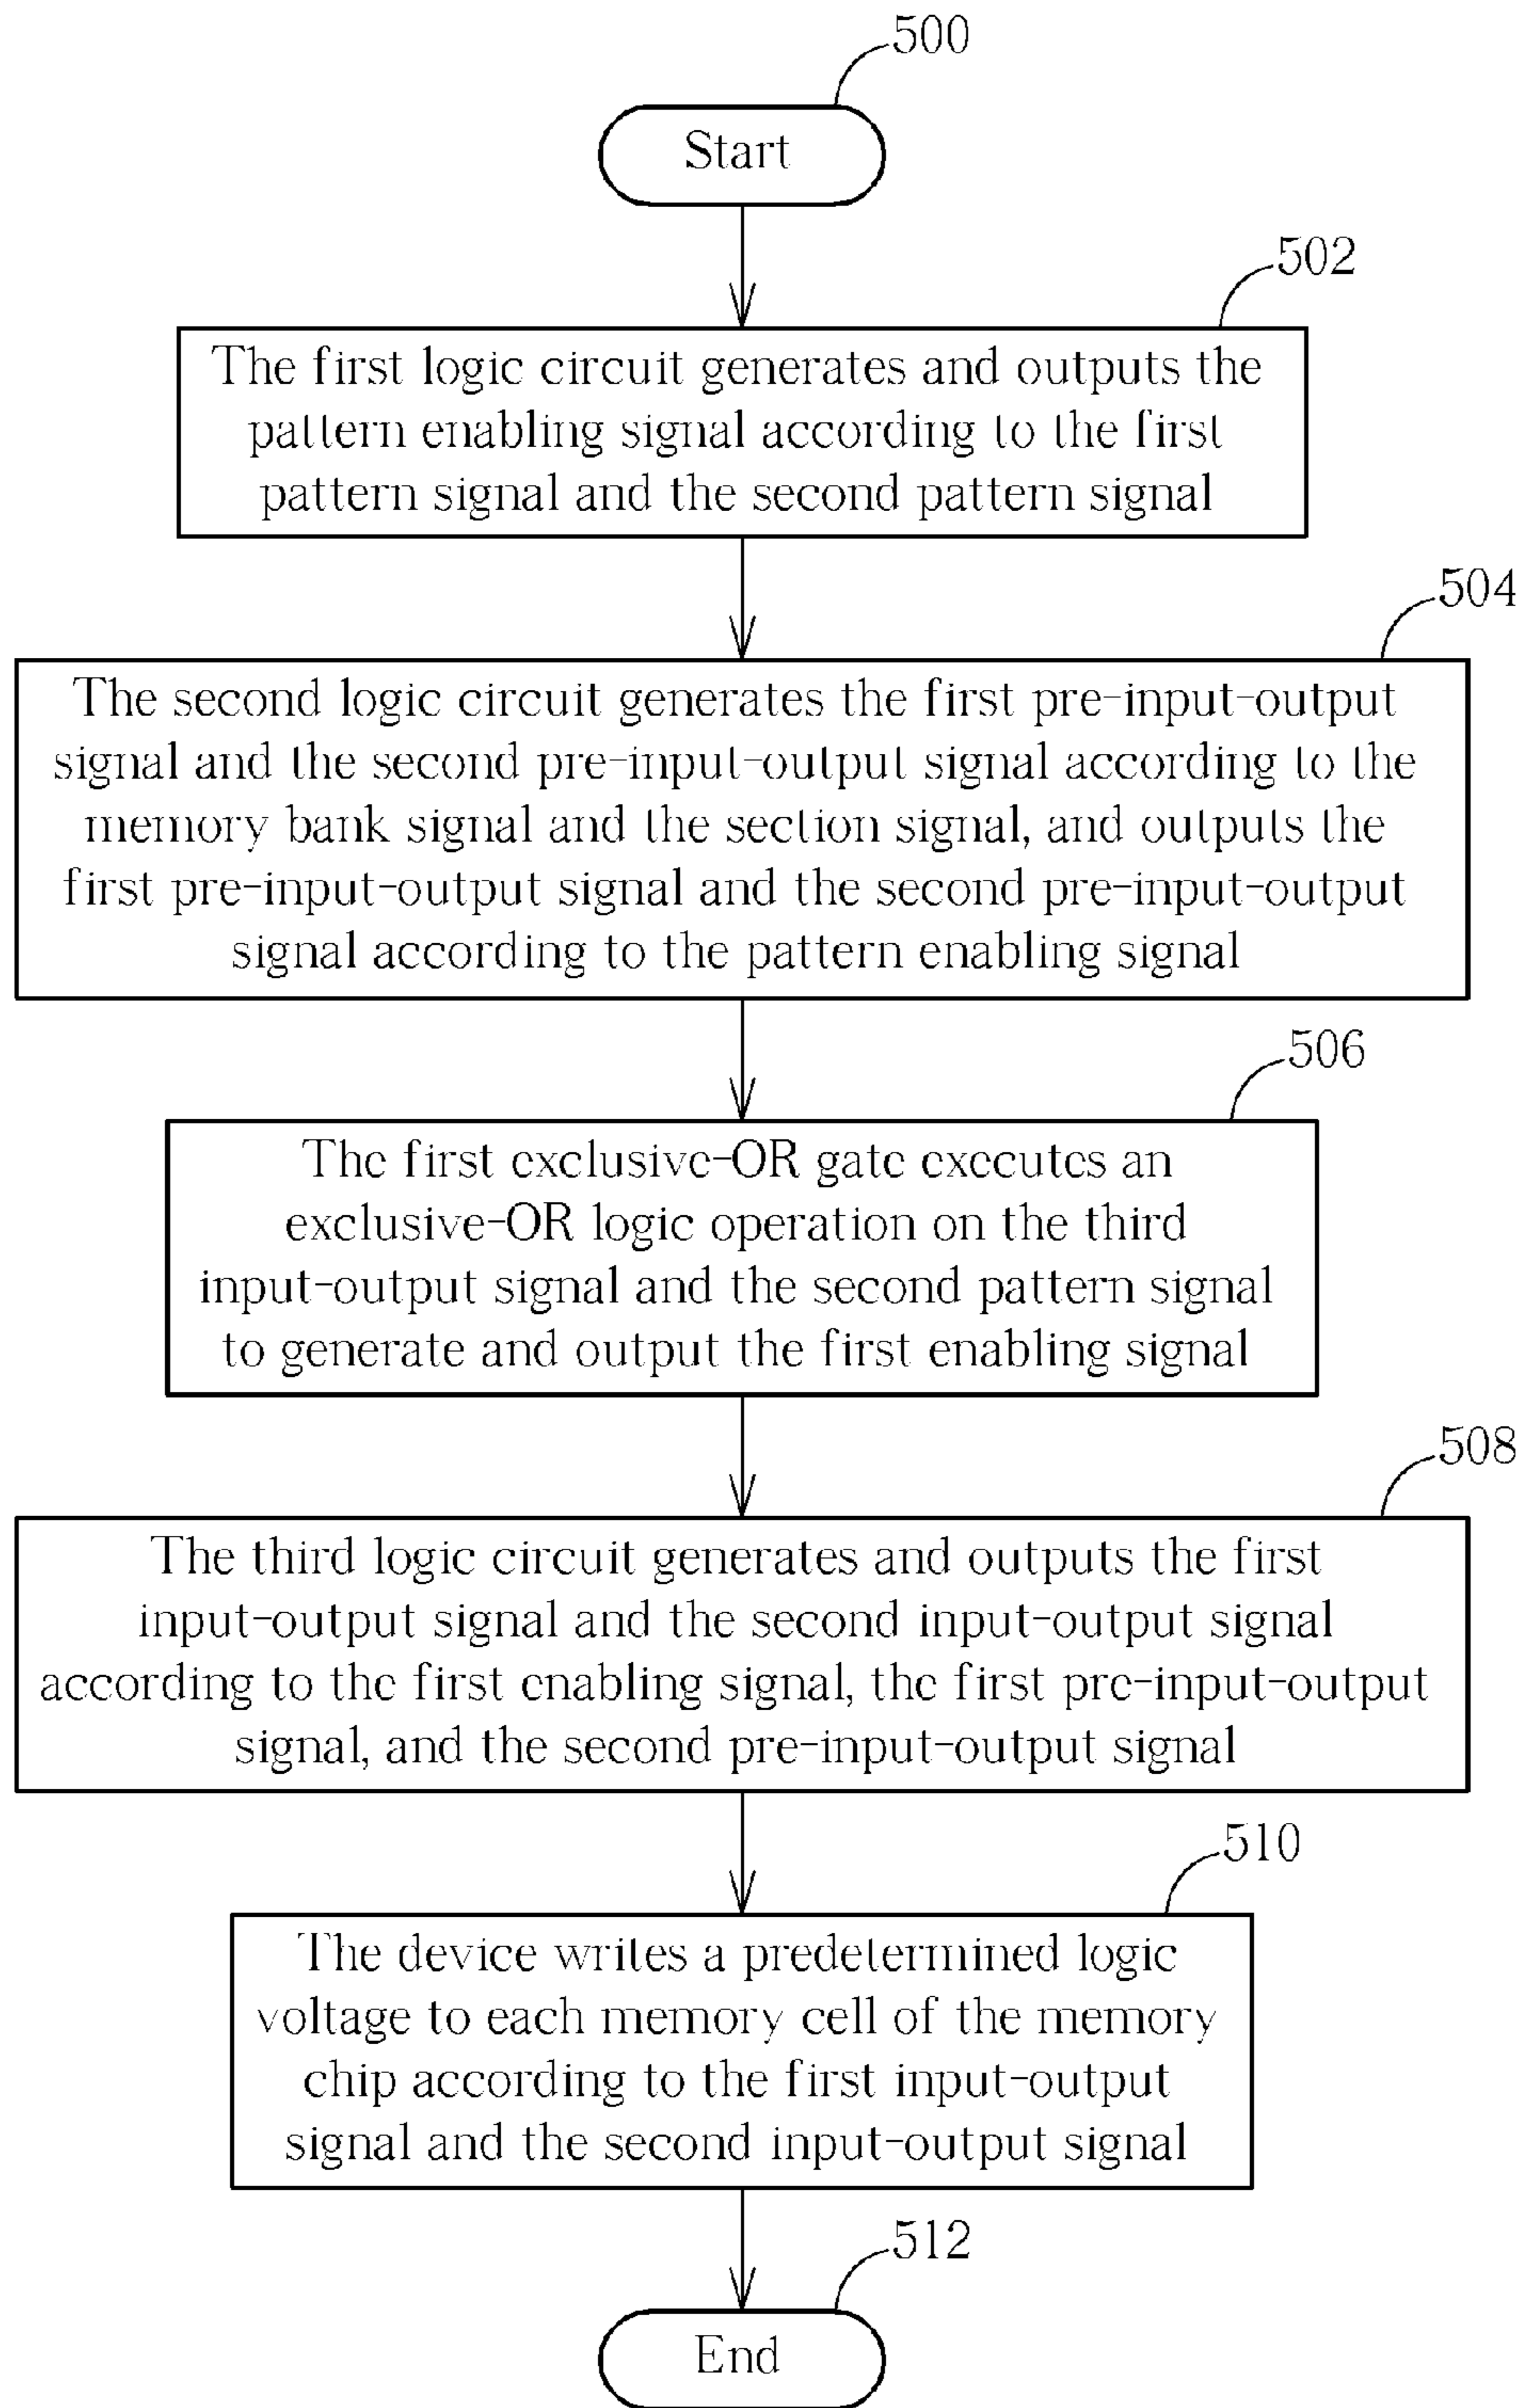 500
Start
502
The first logic circuit generates and outputs the
pattern enabling signal according to the first
pattern signal and the second pattern signal
504
The second logic circuit generates the first pre-input-output
signal and the second pre-input-output signal according to the
memory bank signal and the section signal, and outputs the
first pre-input-output signal and the second pre-input-output
signal according to the pattern enabling signal
506
The first exclusive-OR gate executes an
exclusive-OR logic operation on the third
input-output signal and the second pattern signal
to generate and output the first enabling signal
508
The third logic circuit generates and outputs the first
input-output signal and the second input-output signal
according to the first enabling signal, the first pre-input-output
signal, and the second pre-input-output signal
510
The device writes a predetermined logic
voltage to each memory cell of the memory
chip according to the first input-output
signal and the second input-output signal
512
End